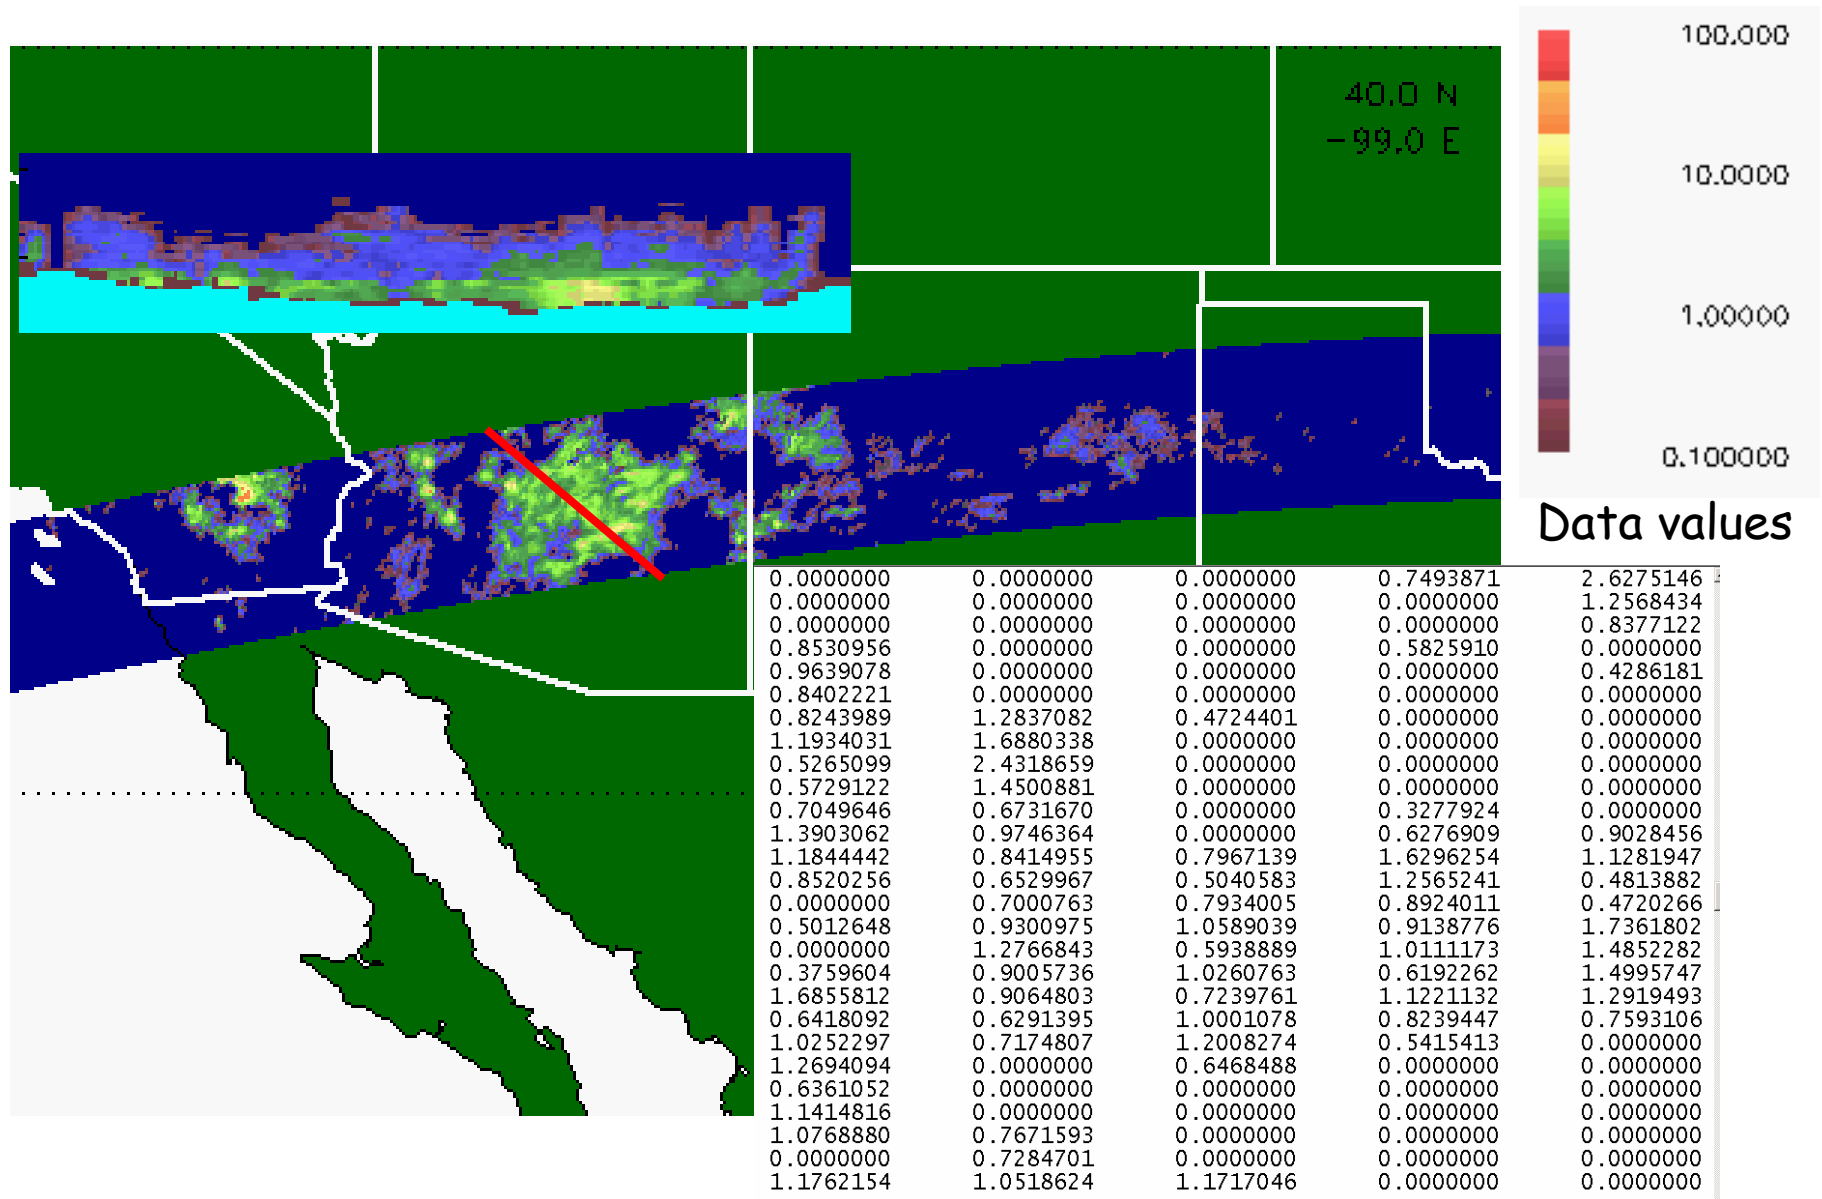 100.000
40.0 N
-99.0 E
10.0000
1.00000
0.100000
Data values
0.0000000 0.0000000 0.0000000 0.7493871 2.6275146
0.0000000 0.0000000 0.0000000 0.0000000 1.2568434
0.0000000 0.0000000 0.0000000 0.0000000 0.8377122
0.8530956 0.0000000 0.0000000 0.5825910 0.0000000
0.9639078 0.0000000 0.0000000 0.0000000 0.4286181
0.8402221 0.0000000 0.0000000 0.0000000 0.0000000
0.8243989 1.2837082 0.4724401 0.0000000 0.0000000
1.1934031 1.6880338 0.0000000 0.0000000 0.0000000
0.5265099 2.4318659 0.0000000 0.0000000 0.0000000
0.5729122 1.4500881 0.0000000 0.0000000 0.0000000
0.7049646 0.6731670 0.0000000 0.3277924 0.0000000
1.3903062 0.9746364 0.0000000 0.6276909 0.9028456
1.1844442 0.8414955 0.7967139 1.6296254 1.1281947
0.8520256 0.6529967 0.5040583 1.2565241 0.4813882
0.0000000 0.7000763 0.7934005 0.8924011 0.4720266
0.5012648 0.9300975 1.0589039 0.9138776 1.7361802
0.0000000 1.2766843 0.5938889 1.0111173 1.4852282
0.3759604 0.9005736 1.0260763 0.6192262 1.4995747
1.6855812 0.9064803 0.7239761 1.1221132 1.2919493
0.6418092 0.6291395 1.0001078 0.8239447 0.7593106
1.0252297 0.7174807 1.2008274 0.5415413 0.0000000
1.2694094 0.0000000 0.6468488 0.0000000 0.0000000
0.6361052 0.0000000 0.0000000 0.0000000 0.0000000
1.1414816 0.0000000 0.0000000 0.0000000 0.0000000
1.0768880 0.7671593 0.0000000 0.0000000 0.0000000
0.0000000 0.7284701 0.0000000 0.0000000 0.0000000
1.1762154 1.0518624 1.1717046 0.0000000 0.0000000